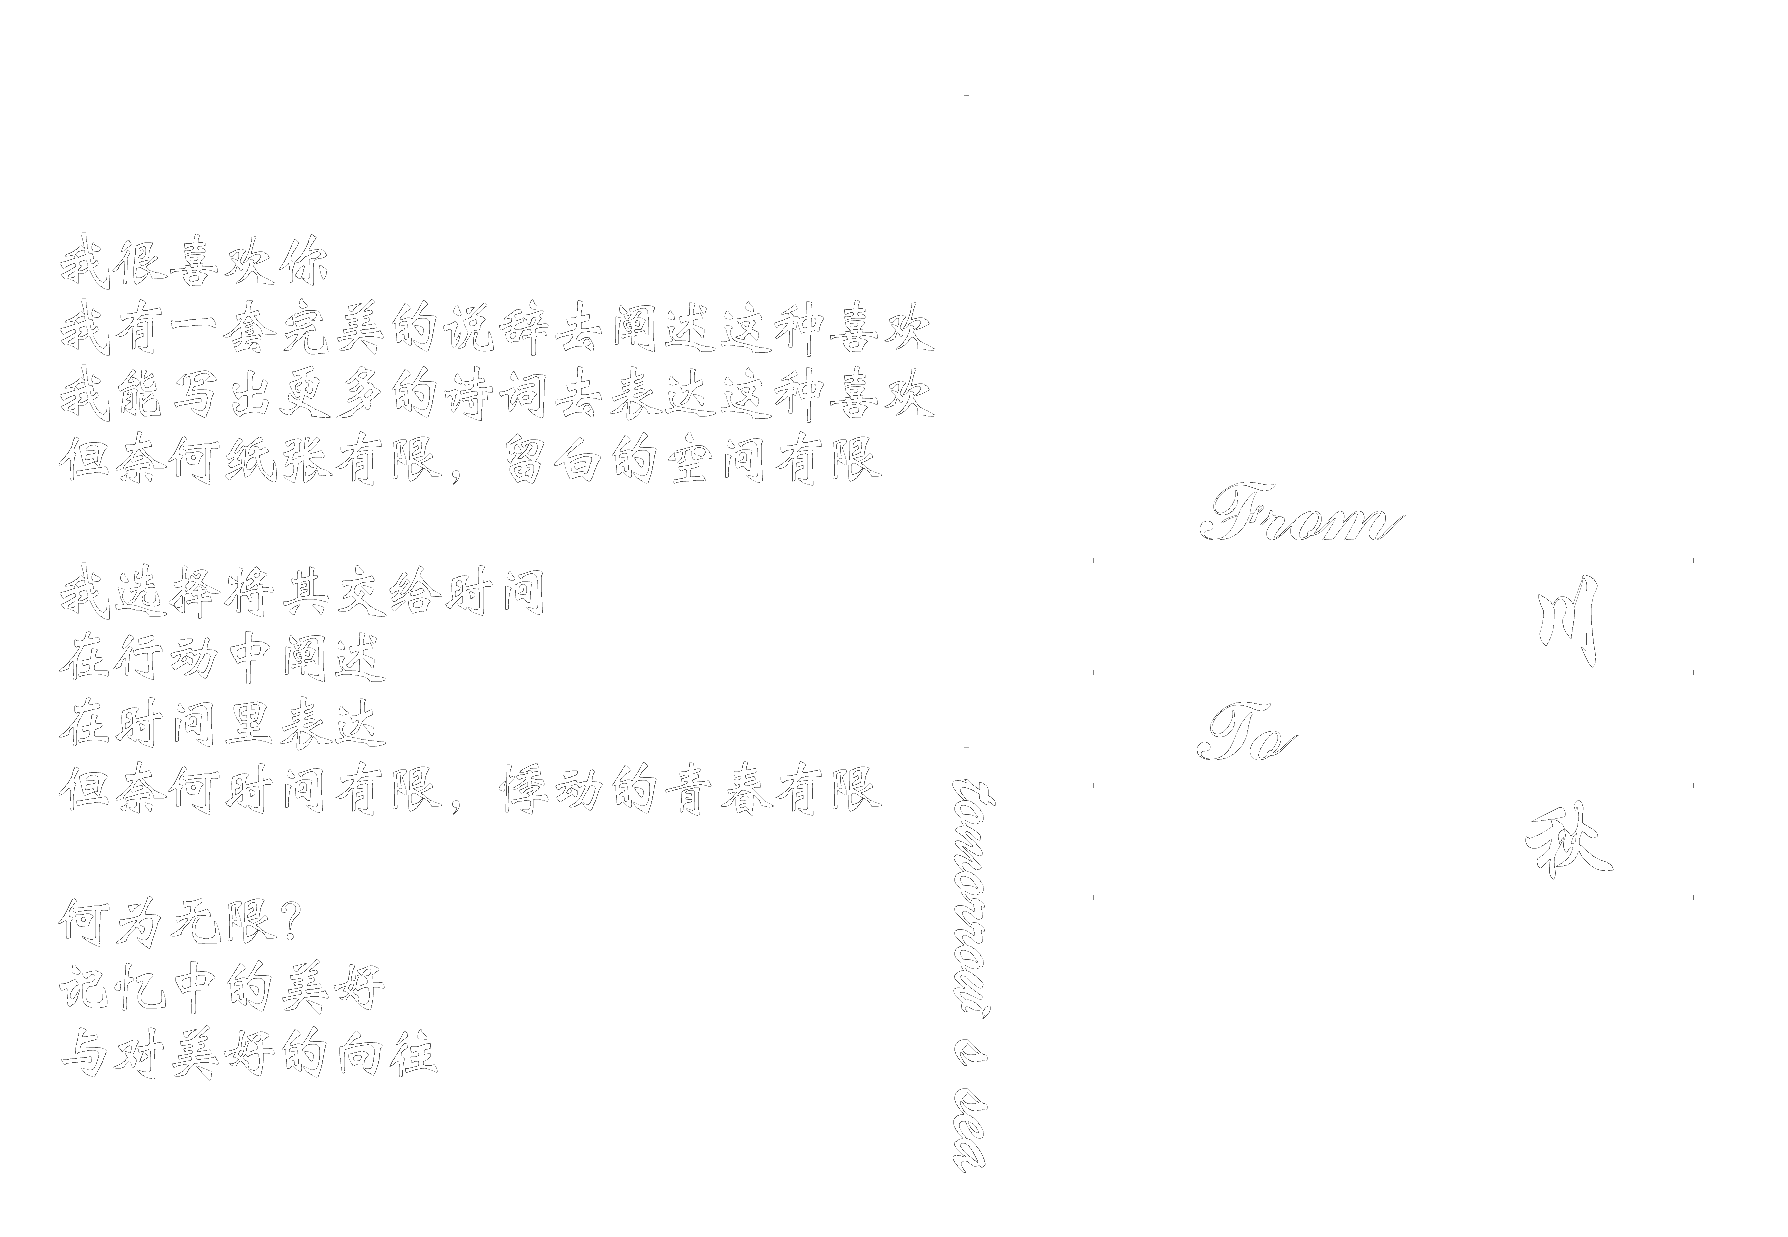 我很喜欢你
我有一套完美的说辞去阐述这种喜欢
我能写出更多的诗词去表达这种喜欢
但奈何纸张有限，留白的空间有限
我选择将其交给时间
在行动中阐述
在时间里表达
但奈何时间有限，悸动的青春有限
何为无限？
记忆中的美好
与对美好的向往
tomorrow' s sea
From
川
To
秋